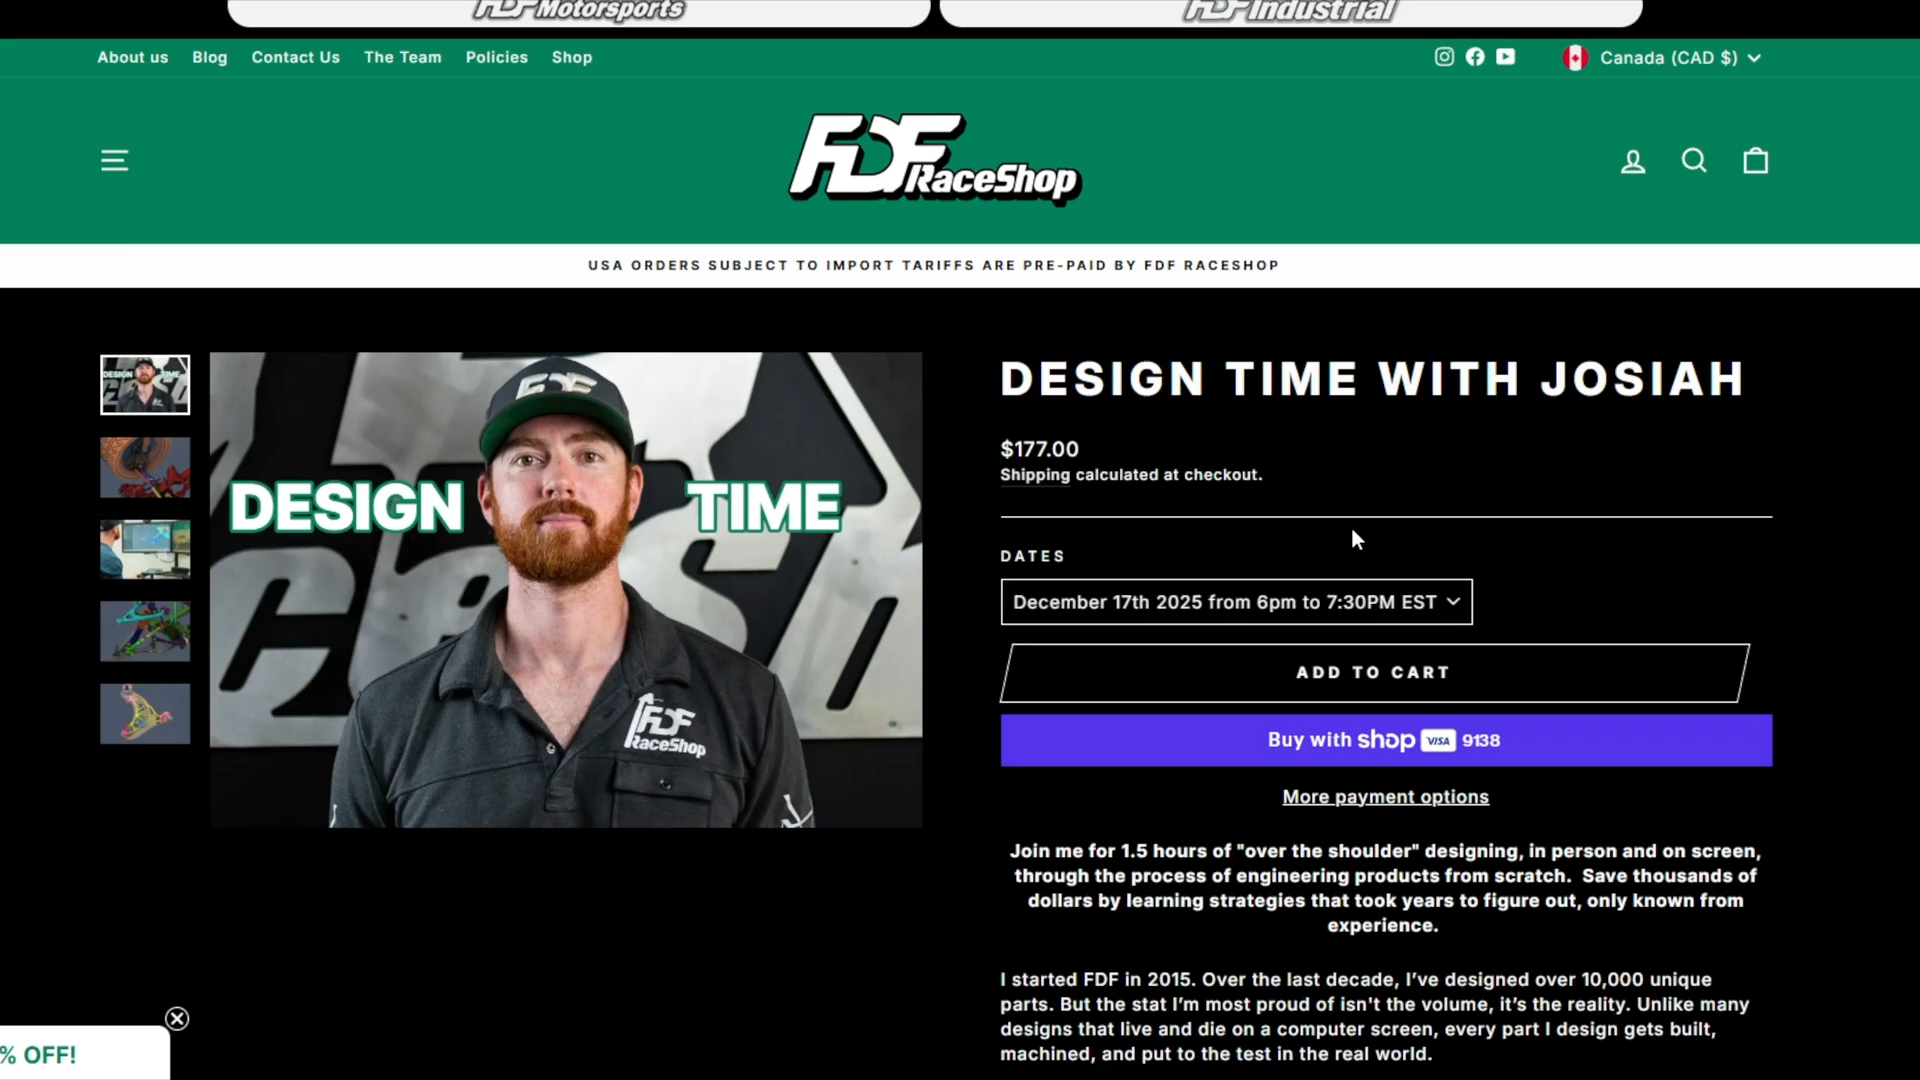 FDF Motorsports
FDF Industrial
About us
Blog
Contact Us
The Team
Policies
Shop
Canada (CAD $)
FDF RaceShop
USA ORDERS SUBJECT TO IMPORT TARIFFS ARE PRE-PAID BY FDF RACESHOP
DESIGN TIME
FDF
FDF
RaceShop
DESIGN TIME WITH JOSIAH
$177.00
Shipping calculated at checkout.
DATES
December 17th 2025 from 6pm to 7:30PM EST
ADD TO CART
Buy with shop VISA 9138
More payment options
Join me for 1.5 hours of "over the shoulder" designing, in person and on screen,
through the process of engineering products from scratch. Save thousands of
dollars by learning strategies that took years to figure out, only known from
experience.
I started FDF in 2015. Over the last decade, I’ve designed over 10,000 unique
parts. But the stat I’m most proud of isn't the volume, it’s the reality. Unlike many
designs that live and die on a computer screen, every part I design gets built,
machined, and put to the test in the real world.
% OFF!